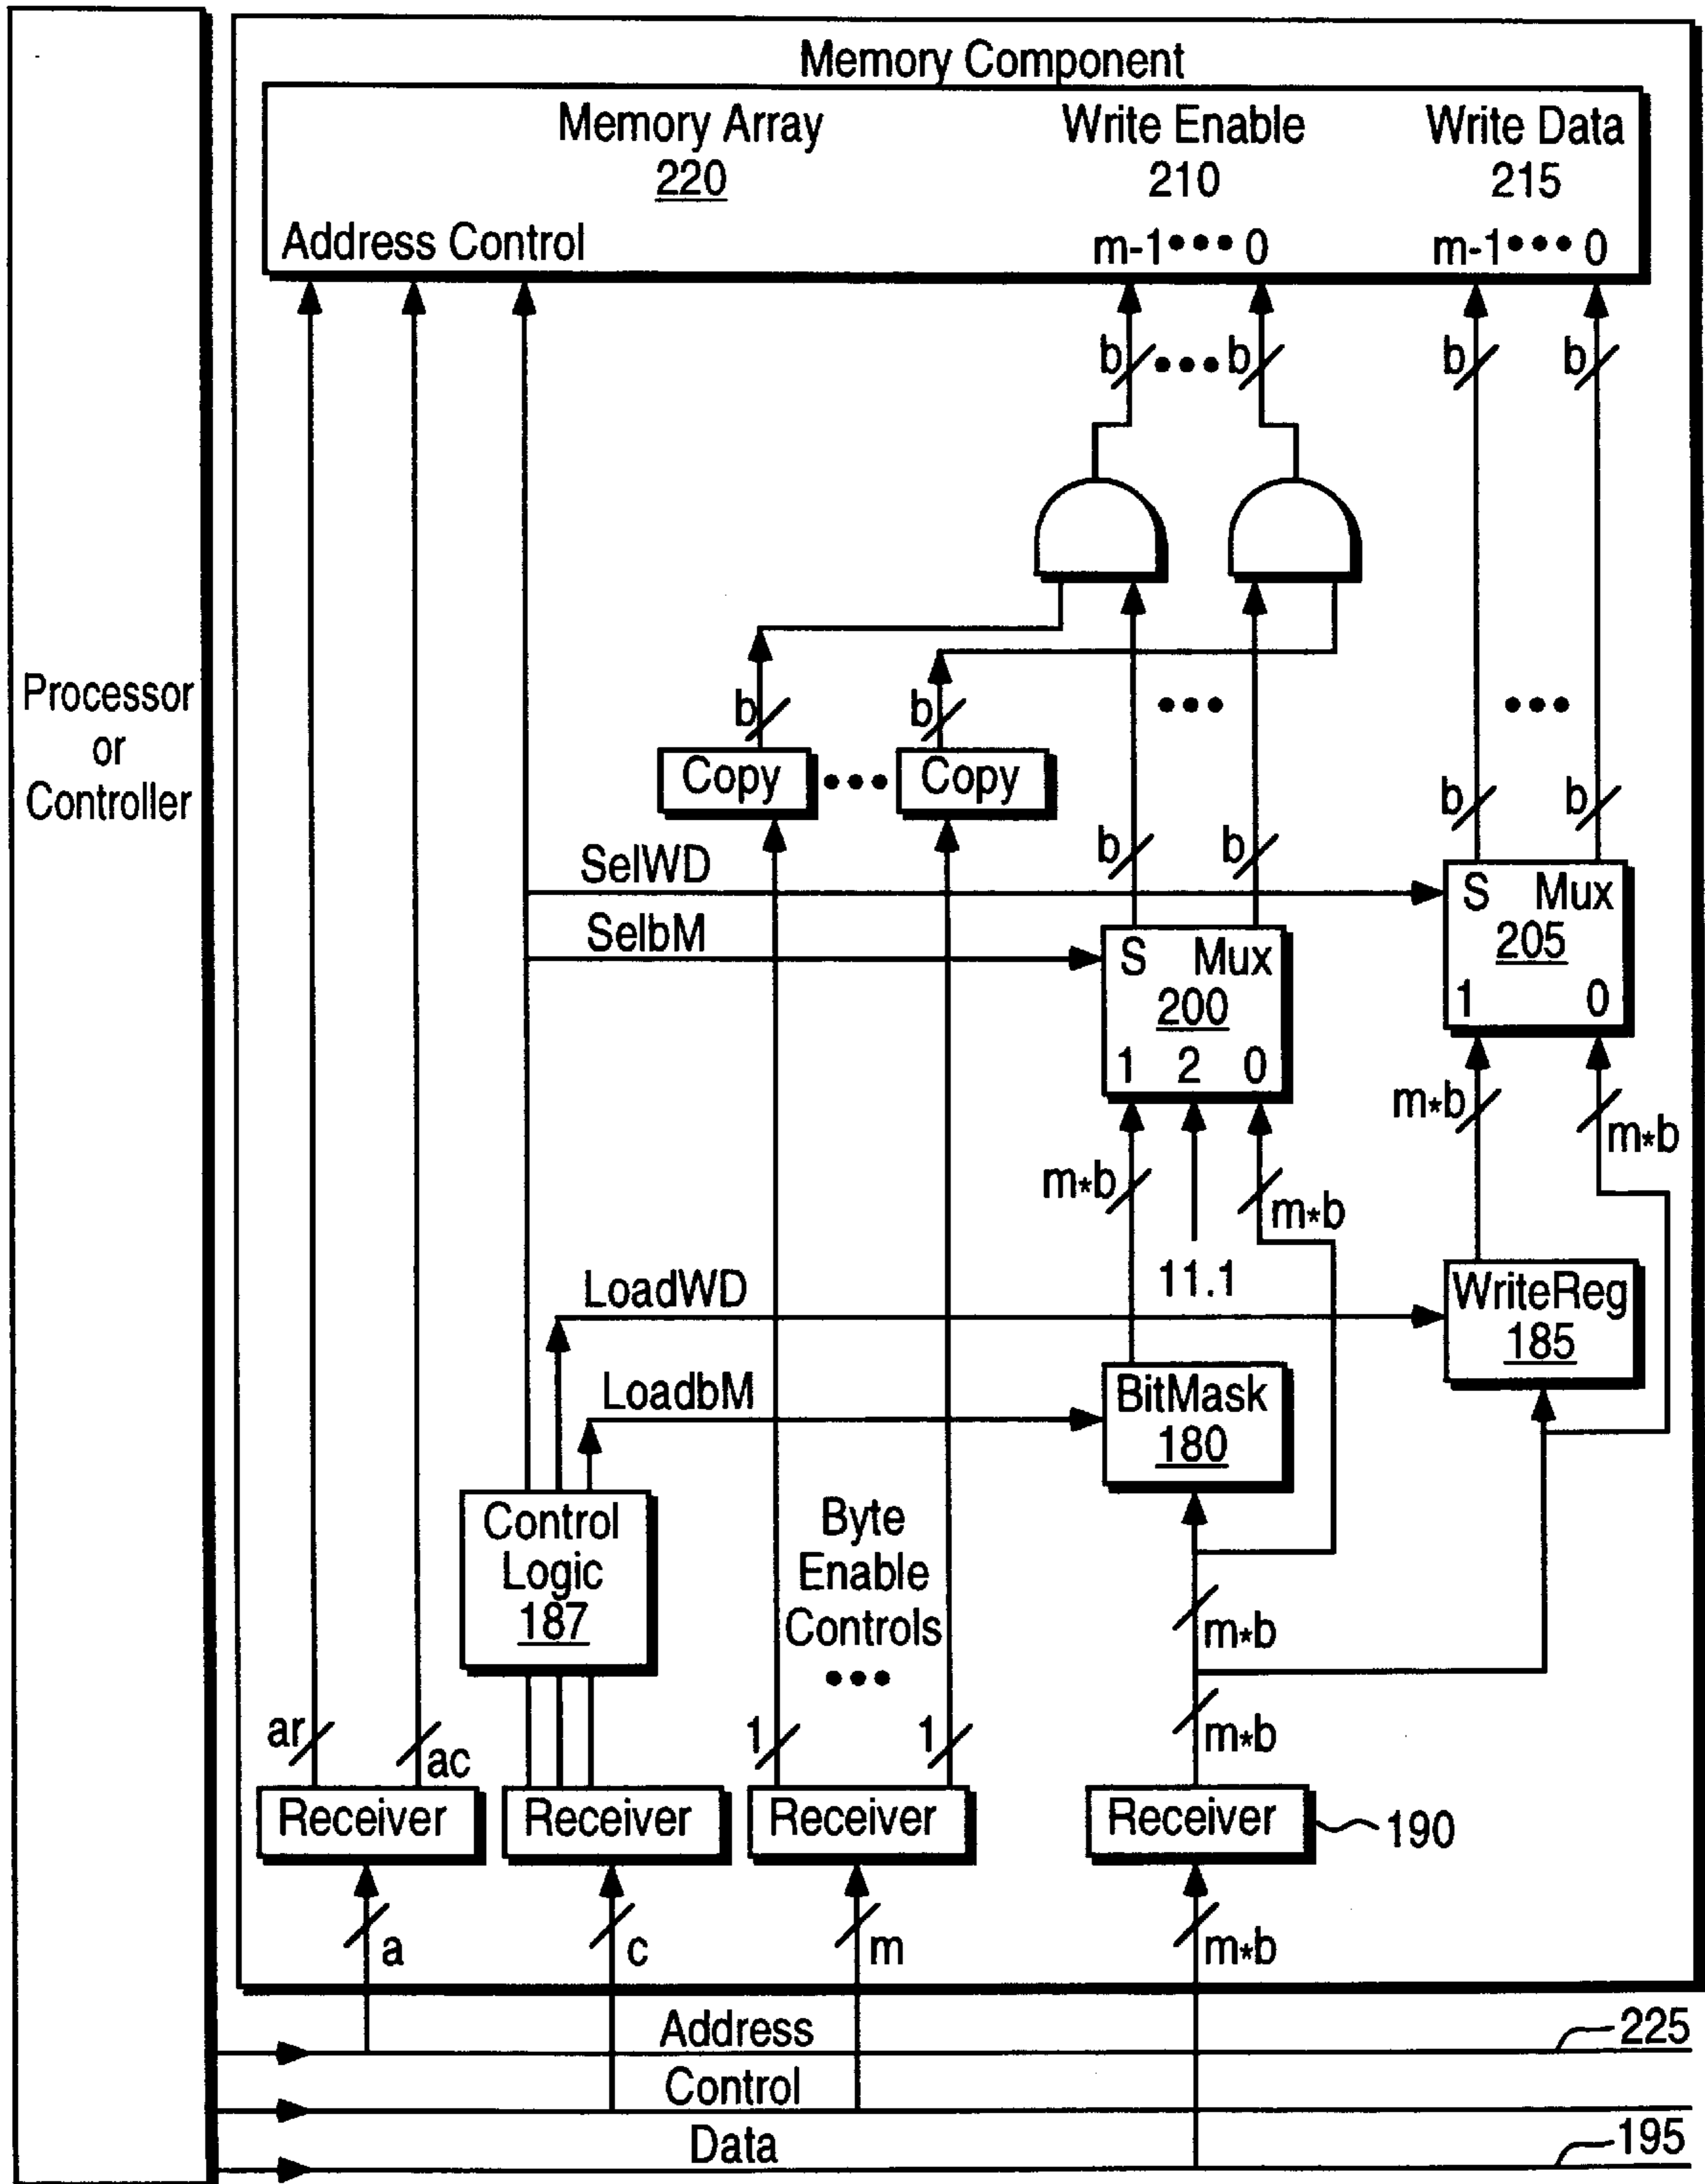 Memory Component
Memory Array
220
Write Enable
210
Write Data
215
Address Control
m-1••• 0
m-1••• 0
b
•••
b
b
b
Processor
or
Controller
b
b
•••
•••
Copy
•••
Copy
b
b
b
b
SelWD
SelbM
S Mux
205
1 0
S Mux
200
1 2 0
m*b
m*b
m*b
m*b
11.1
LoadWD
WriteReg
185
LoadbM
BitMask
180
Control
Logic
187
Byte
Enable
Controls
•••
m*b
ar
ac
1
1
m*b
Receiver
Receiver
Receiver
Receiver
190
a
c
m
m*b
Address
225
Control
Data
195